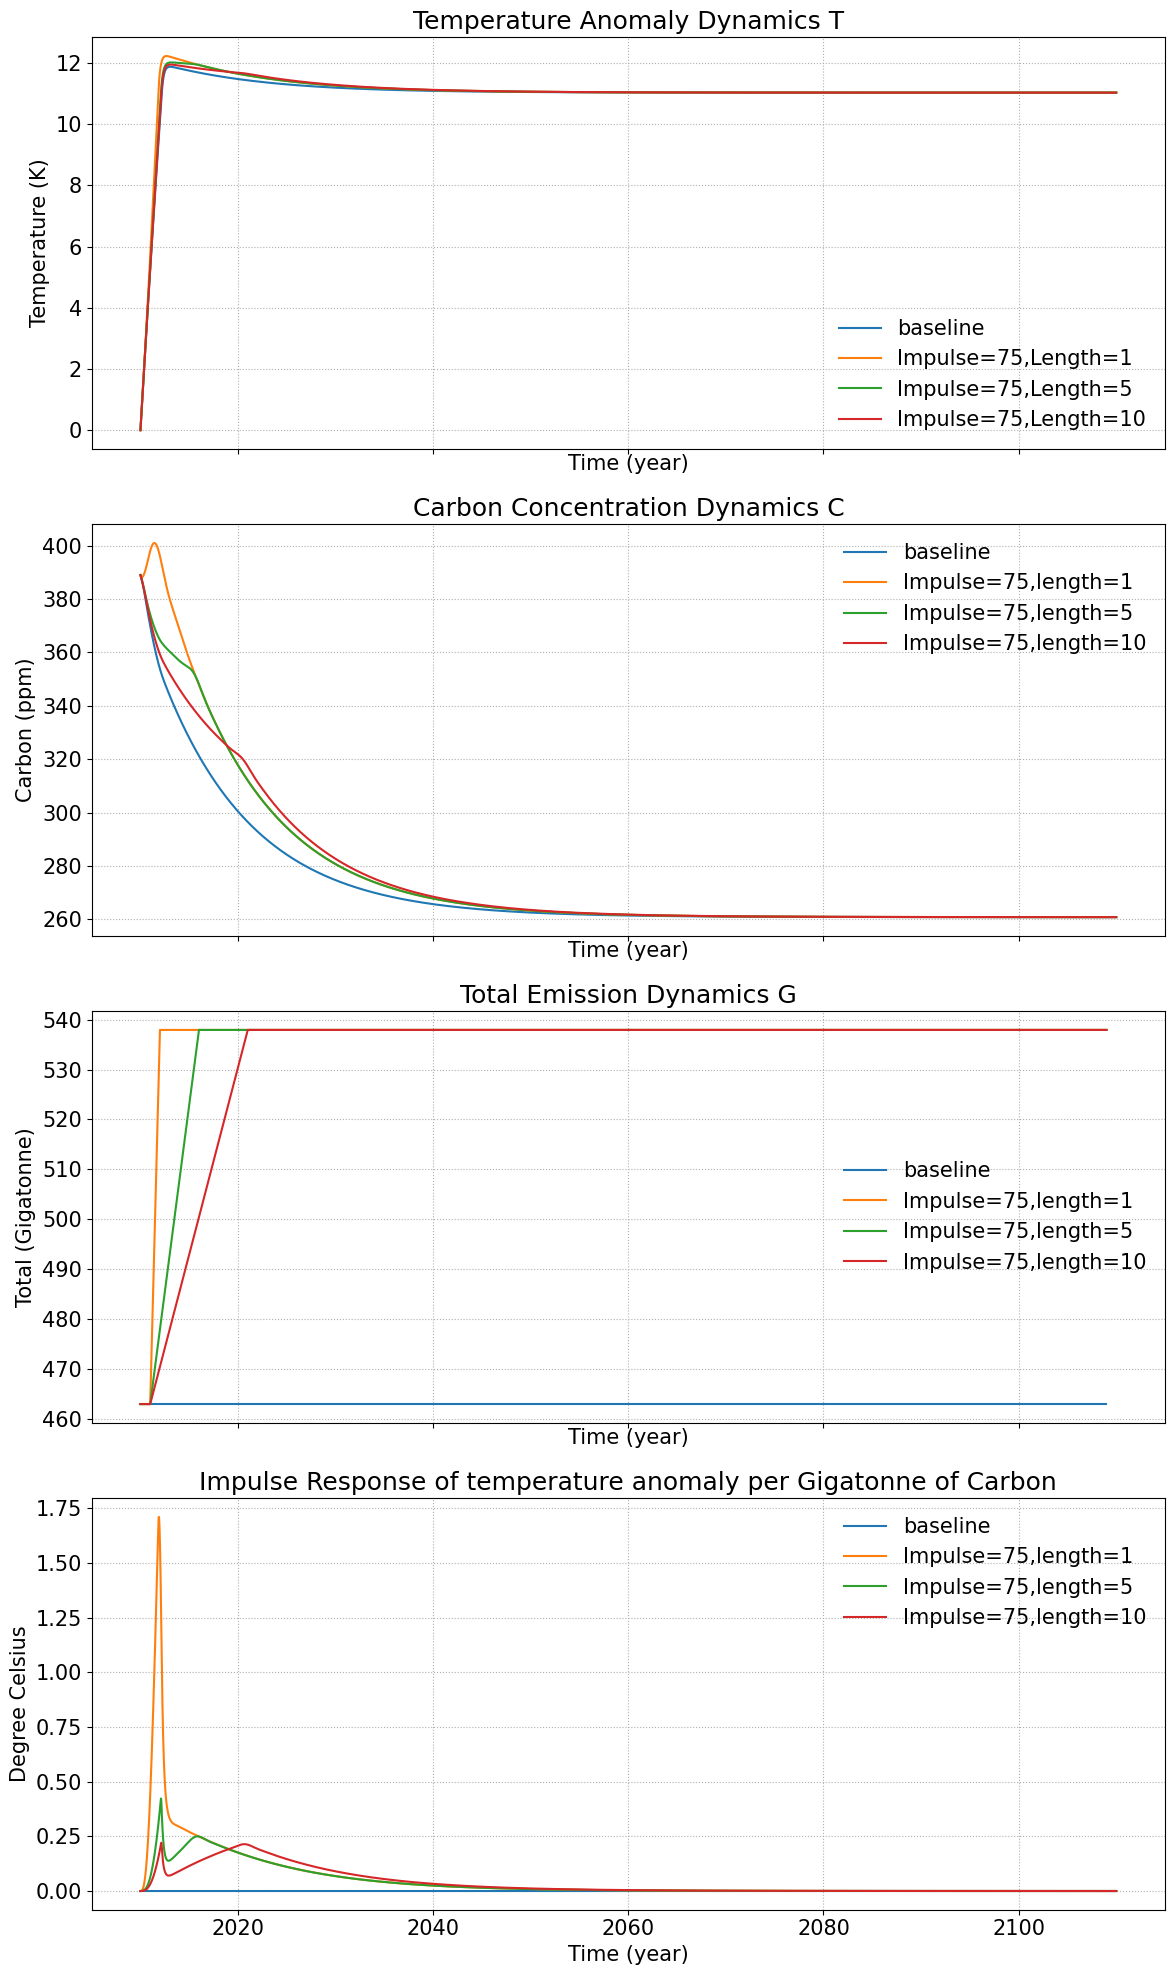 Temperature Anomaly Dynamics T
12
10
8
6
4
2
0
Temperature (K)
baseline
Impulse=75,Length=1
Impulse=75,Length=5
Impulse=75,Length=10
Time (year)
Carbon Concentration Dynamics C
400
380
360
340
320
300
280
260
Carbon (ppm)
baseline
Impulse=75,length=1
Impulse=75,length=5
Impulse=75,length=10
Time (year)
Total Emission Dynamics G
540
530
520
510
500
490
480
470
460
Total (Gigatonne)
baseline
Impulse=75,length=1
Impulse=75,length=5
Impulse=75,length=10
Time (year)
Impulse Response of temperature anomaly per Gigatonne of Carbon
1.75
1.50
1.25
1.00
0.75
0.50
0.25
0.00
Degree Celsius
baseline
Impulse=75,length=1
Impulse=75,length=5
Impulse=75,length=10
2020 2040 2060 2080 2100
Time (year)